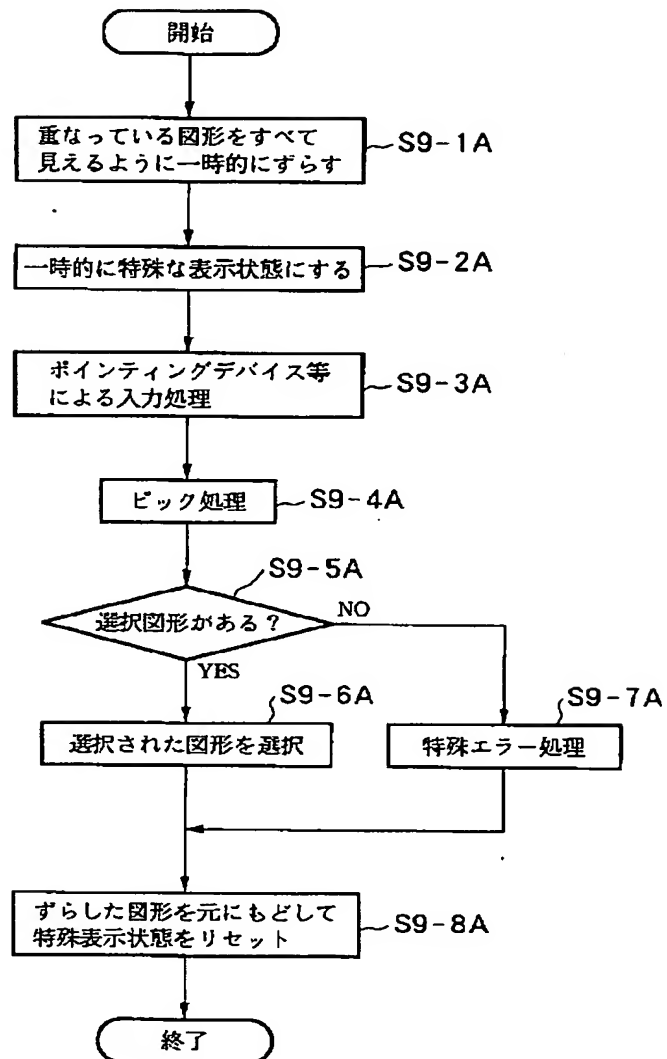 開始
重なっている図形をすべて
見えるように一時的にずらす
S9-1A
一時的に特殊な表示状態にする
S9-2A
ポインティングデバイス等
による入力処理
S9-3A
ピック処理
S9-4A
S9-5A
選択図形がある？
NO
YES
S9-6A
S9-7A
選択された図形を選択
特殊エラー処理
ずらした図形を元にもどして
特殊表示状態をリセット
S9-8A
終了